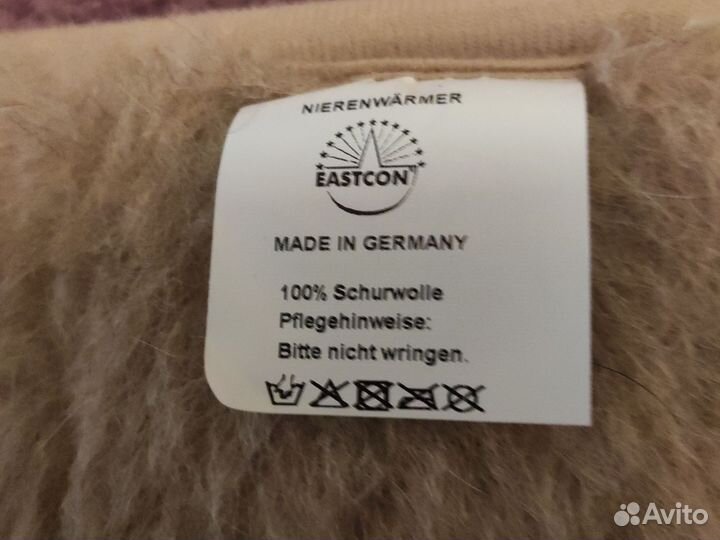 NIERENWÄRMER
EASTCON
MADE IN GERMANY
100% Schurwolle
Pflegehinweise:
Bitte nicht wringen.
Avito